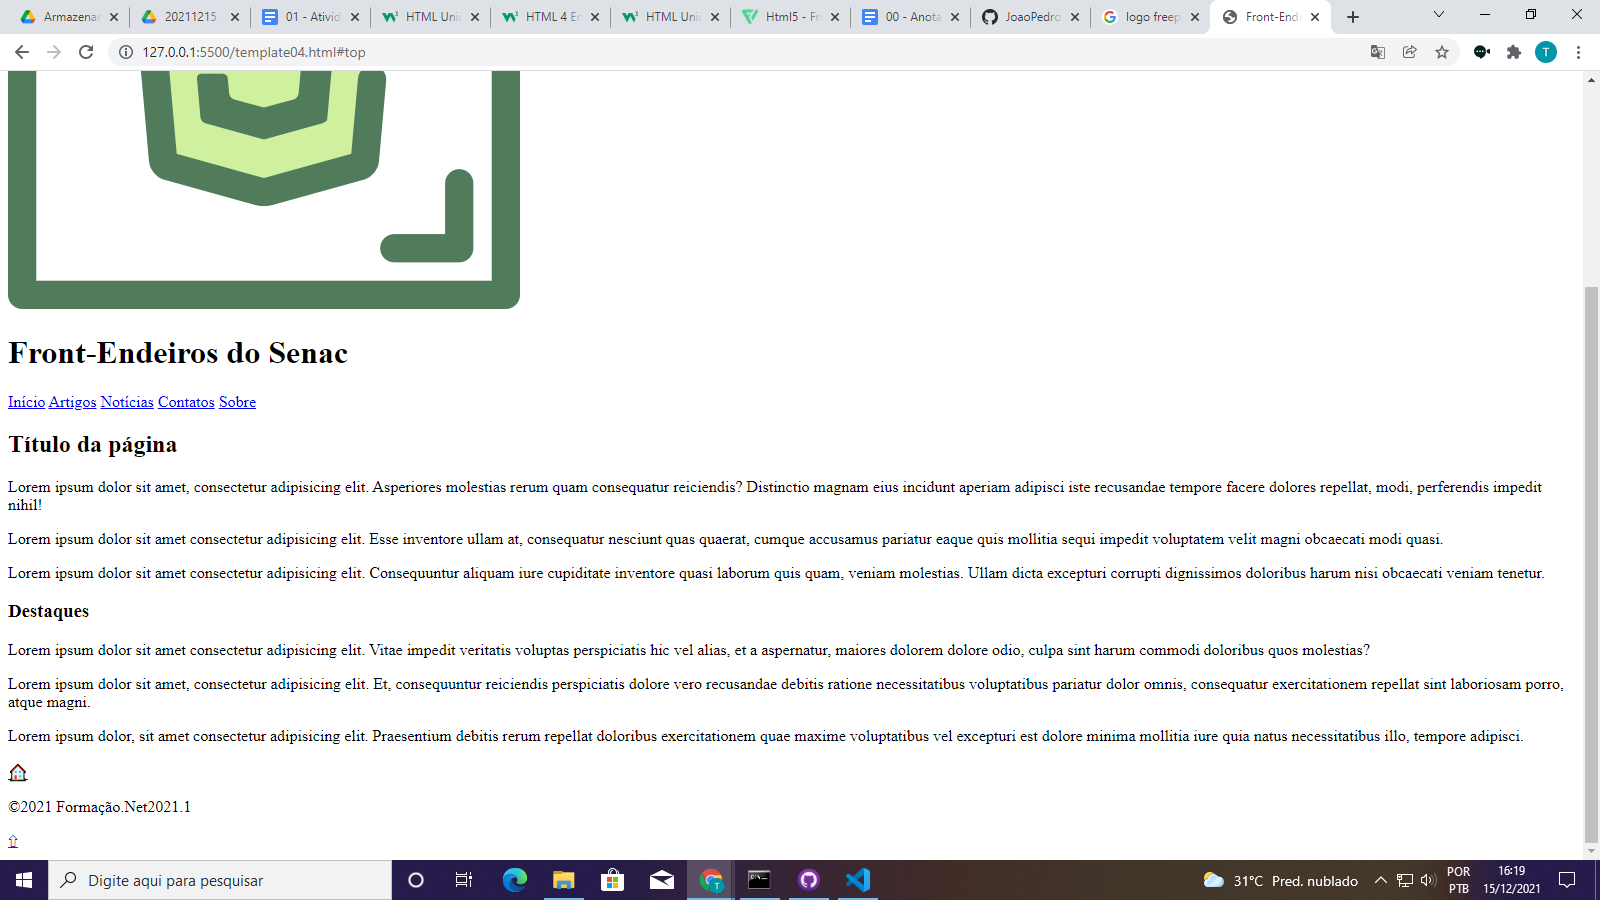 Armazenar
20211215
01 - Ativid
HTML Unic
HTML 4 En
HTML Unic
Html5 - Fr
00 - Anota
JoaoPedro
logo freep
Front-Ende
127.0.0.1:5500/template04.html#top
T
Front-Endeiros do Senac
Início Artigos Notícias Contatos Sobre
Título da página
Lorem ipsum dolor sit amet, consectetur adipisicing elit. Asperiores molestias rerum quam consequatur reiciendis? Distinctio magnam eius incidunt aperiam adipisci iste recusandae tempore facere dolores repellat, modi, perferendis impedit
nihil!
Lorem ipsum dolor sit amet consectetur adipisicing elit. Esse inventore ullam at, consequatur nesciunt quas quaerat, cumque accusamus pariatur eaque quis mollitia sequi impedit voluptatem velit magni obcaecati modi quasi.
Lorem ipsum dolor sit amet consectetur adipisicing elit. Consequuntur aliquam iure cupiditate inventore quasi laborum quis quam, veniam molestias. Ullam dicta excepturi corrupti dignissimos doloribus harum nisi obcaecati veniam tenetur.
Destaques
Lorem ipsum dolor sit amet consectetur adipisicing elit. Vitae impedit veritatis voluptas perspiciatis hic vel alias, et a aspernatur, maiores dolorem dolore odio, culpa sint harum commodi doloribus quos molestias?
Lorem ipsum dolor sit amet, consectetur adipisicing elit. Et, consequuntur reiciendis perspiciatis dolore vero recusandae debitis ratione necessitatibus voluptatibus pariatur dolor omnis, consequatur exercitationem repellat sint laboriosam porro,
atque magni.
Lorem ipsum dolor, sit amet consectetur adipisicing elit. Praesentium debitis rerum repellat doloribus exercitationem quae maxime voluptatibus vel excepturi est dolore minima mollitia iure quia natus necessitatibus illo, tempore adipisci.
©2021 Formação.Net2021.1
⇧
Digite aqui para pesquisar
T
31°C Pred. nublado
POR
PTB
16:19
15/12/2021